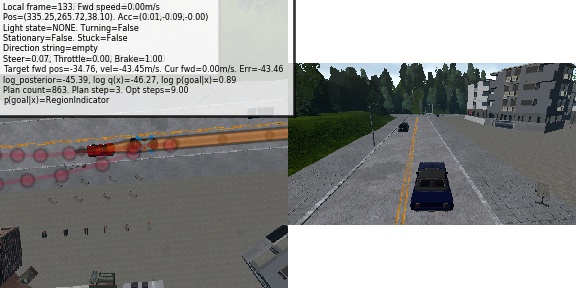 Local frame=133. Fwd speed=0.00m/s
Pos=(335.25,265.72,38.10). Acc=(0.01,-0.09,-0.00)
Light state=NONE. Turning=False
Stationary=False. Stuck=False
Direction string=empty
Steer=0.07, Throttle=0.00, Brake=1.00
Target fwd pos=-34.76, vel=-43.45m/s. Cur fwd=0.00m/s. Err=-43.46
log_posterior=-45.39, log q(x)=-46.27, log p(goal|x)=0.89
Plan count=863. Plan step=3. Opt steps=9.00
p(goal|x)=RegionIndicator